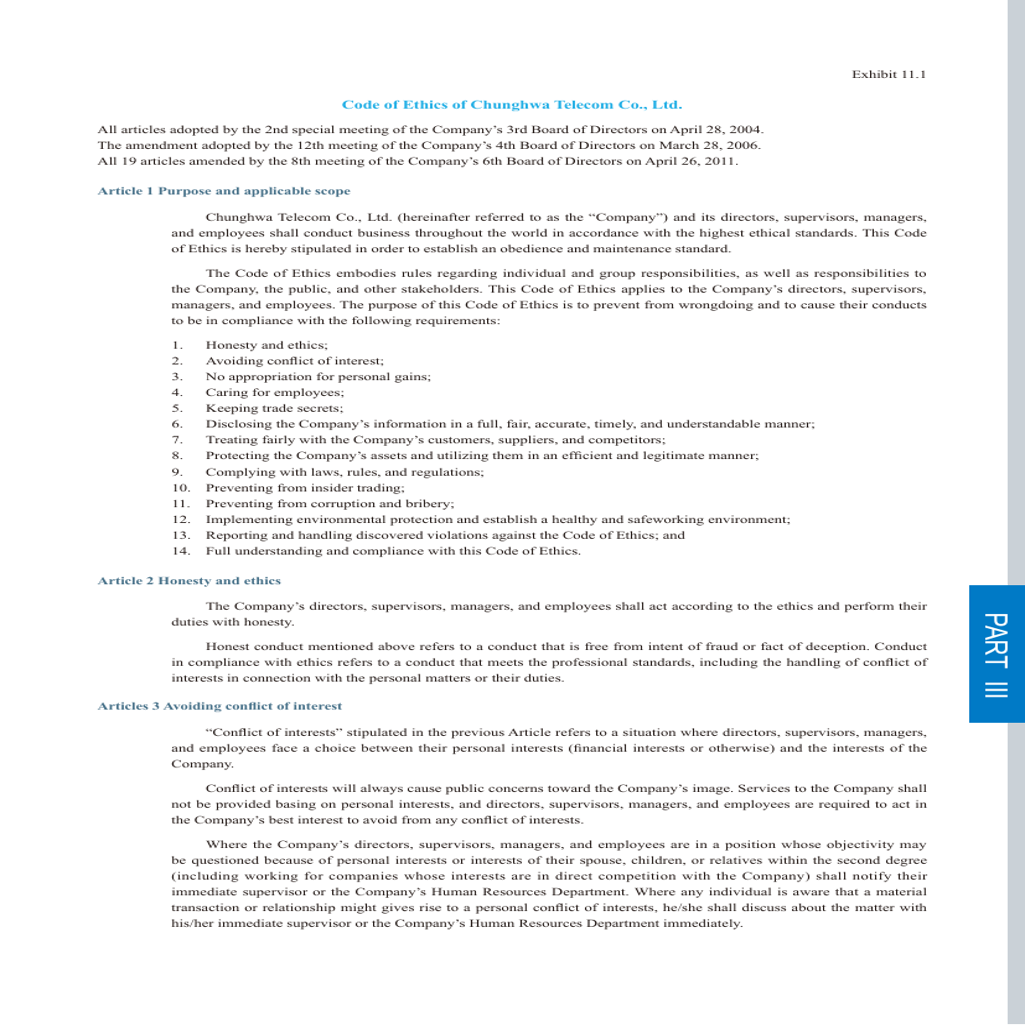 Exhibit 11.1
Code of Ethics of Chunghwa Telecom Co., Ltd.
All articles adopted by the 2nd special meeting of the Company’s 3rd Board of Directors on April 28, 2004.
The amendment adopted by the 12th meeting of the Company’s 4th Board of Directors on March 28, 2006.
All 19 articles amended by the 8th meeting of the Company’s 6th Board of Directors on April 26, 2011.
Article 1 Purpose and applicable scope
Chunghwa Telecom Co., Ltd. (hereinafter referred to as the “Company”) and its directors, supervisors, managers,
and employees shall conduct business throughout the world in accordance with the highest ethical standards. This Code
of Ethics is hereby stipulated in order to establish an obedience and maintenance standard.
The Code of Ethics embodies rules regarding individual and group responsibilities, as well as responsibilities to
the Company, the public, and other stakeholders. This Code of Ethics applies to the Company’s directors, supervisors,
managers, and employees. The purpose of this Code of Ethics is to prevent from wrongdoing and to cause their conducts
to be in compliance with the following requirements:
1. Honesty and ethics;
2. Avoiding conflict of interest;
3. No appropriation for personal gains;
4. Caring for employees;
5. Keeping trade secrets;
6. Disclosing the Company’s information in a full, fair, accurate, timely, and understandable manner;
7. Treating fairly with the Company’s customers, suppliers, and competitors;
8. Protecting the Company’s assets and utilizing them in an efficient and legitimate manner;
9. Complying with laws, rules, and regulations;
10. Preventing from insider trading;
11. Preventing from corruption and bribery;
12. Implementing environmental protection and establish a healthy and safeworking environment;
13. Reporting and handling discovered violations against the Code of Ethics; and
14. Full understanding and compliance with this Code of Ethics.
Article 2 Honesty and ethics
The Company’s directors, supervisors, managers, and employees shall act according to the ethics and perform their
duties with honesty.
Honest conduct mentioned above refers to a conduct that is free from intent of fraud or fact of deception. Conduct
in compliance with ethics refers to a conduct that meets the professional standards, including the handling of conflict of
interests in connection with the personal matters or their duties.
Articles 3 Avoiding conflict of interest
“Conflict of interests” stipulated in the previous Article refers to a situation where directors, supervisors, managers,
and employees face a choice between their personal interests (financial interests or otherwise) and the interests of the
Company.
Conflict of interests will always cause public concerns toward the Company’s image. Services to the Company shall
not be provided basing on personal interests, and directors, supervisors, managers, and employees are required to act in
the Company’s best interest to avoid from any conflict of interests.
Where the Company’s directors, supervisors, managers, and employees are in a position whose objectivity may
be questioned because of personal interests or interests of their spouse, children, or relatives within the second degree
(including working for companies whose interests are in direct competition with the Company) shall notify their
immediate supervisor or the Company’s Human Resources Department. Where any individual is aware that a material
transaction or relationship might gives rise to a personal conflict of interests, he/she shall discuss about the matter with
his/her immediate supervisor or the Company’s Human Resources Department immediately.
PART III